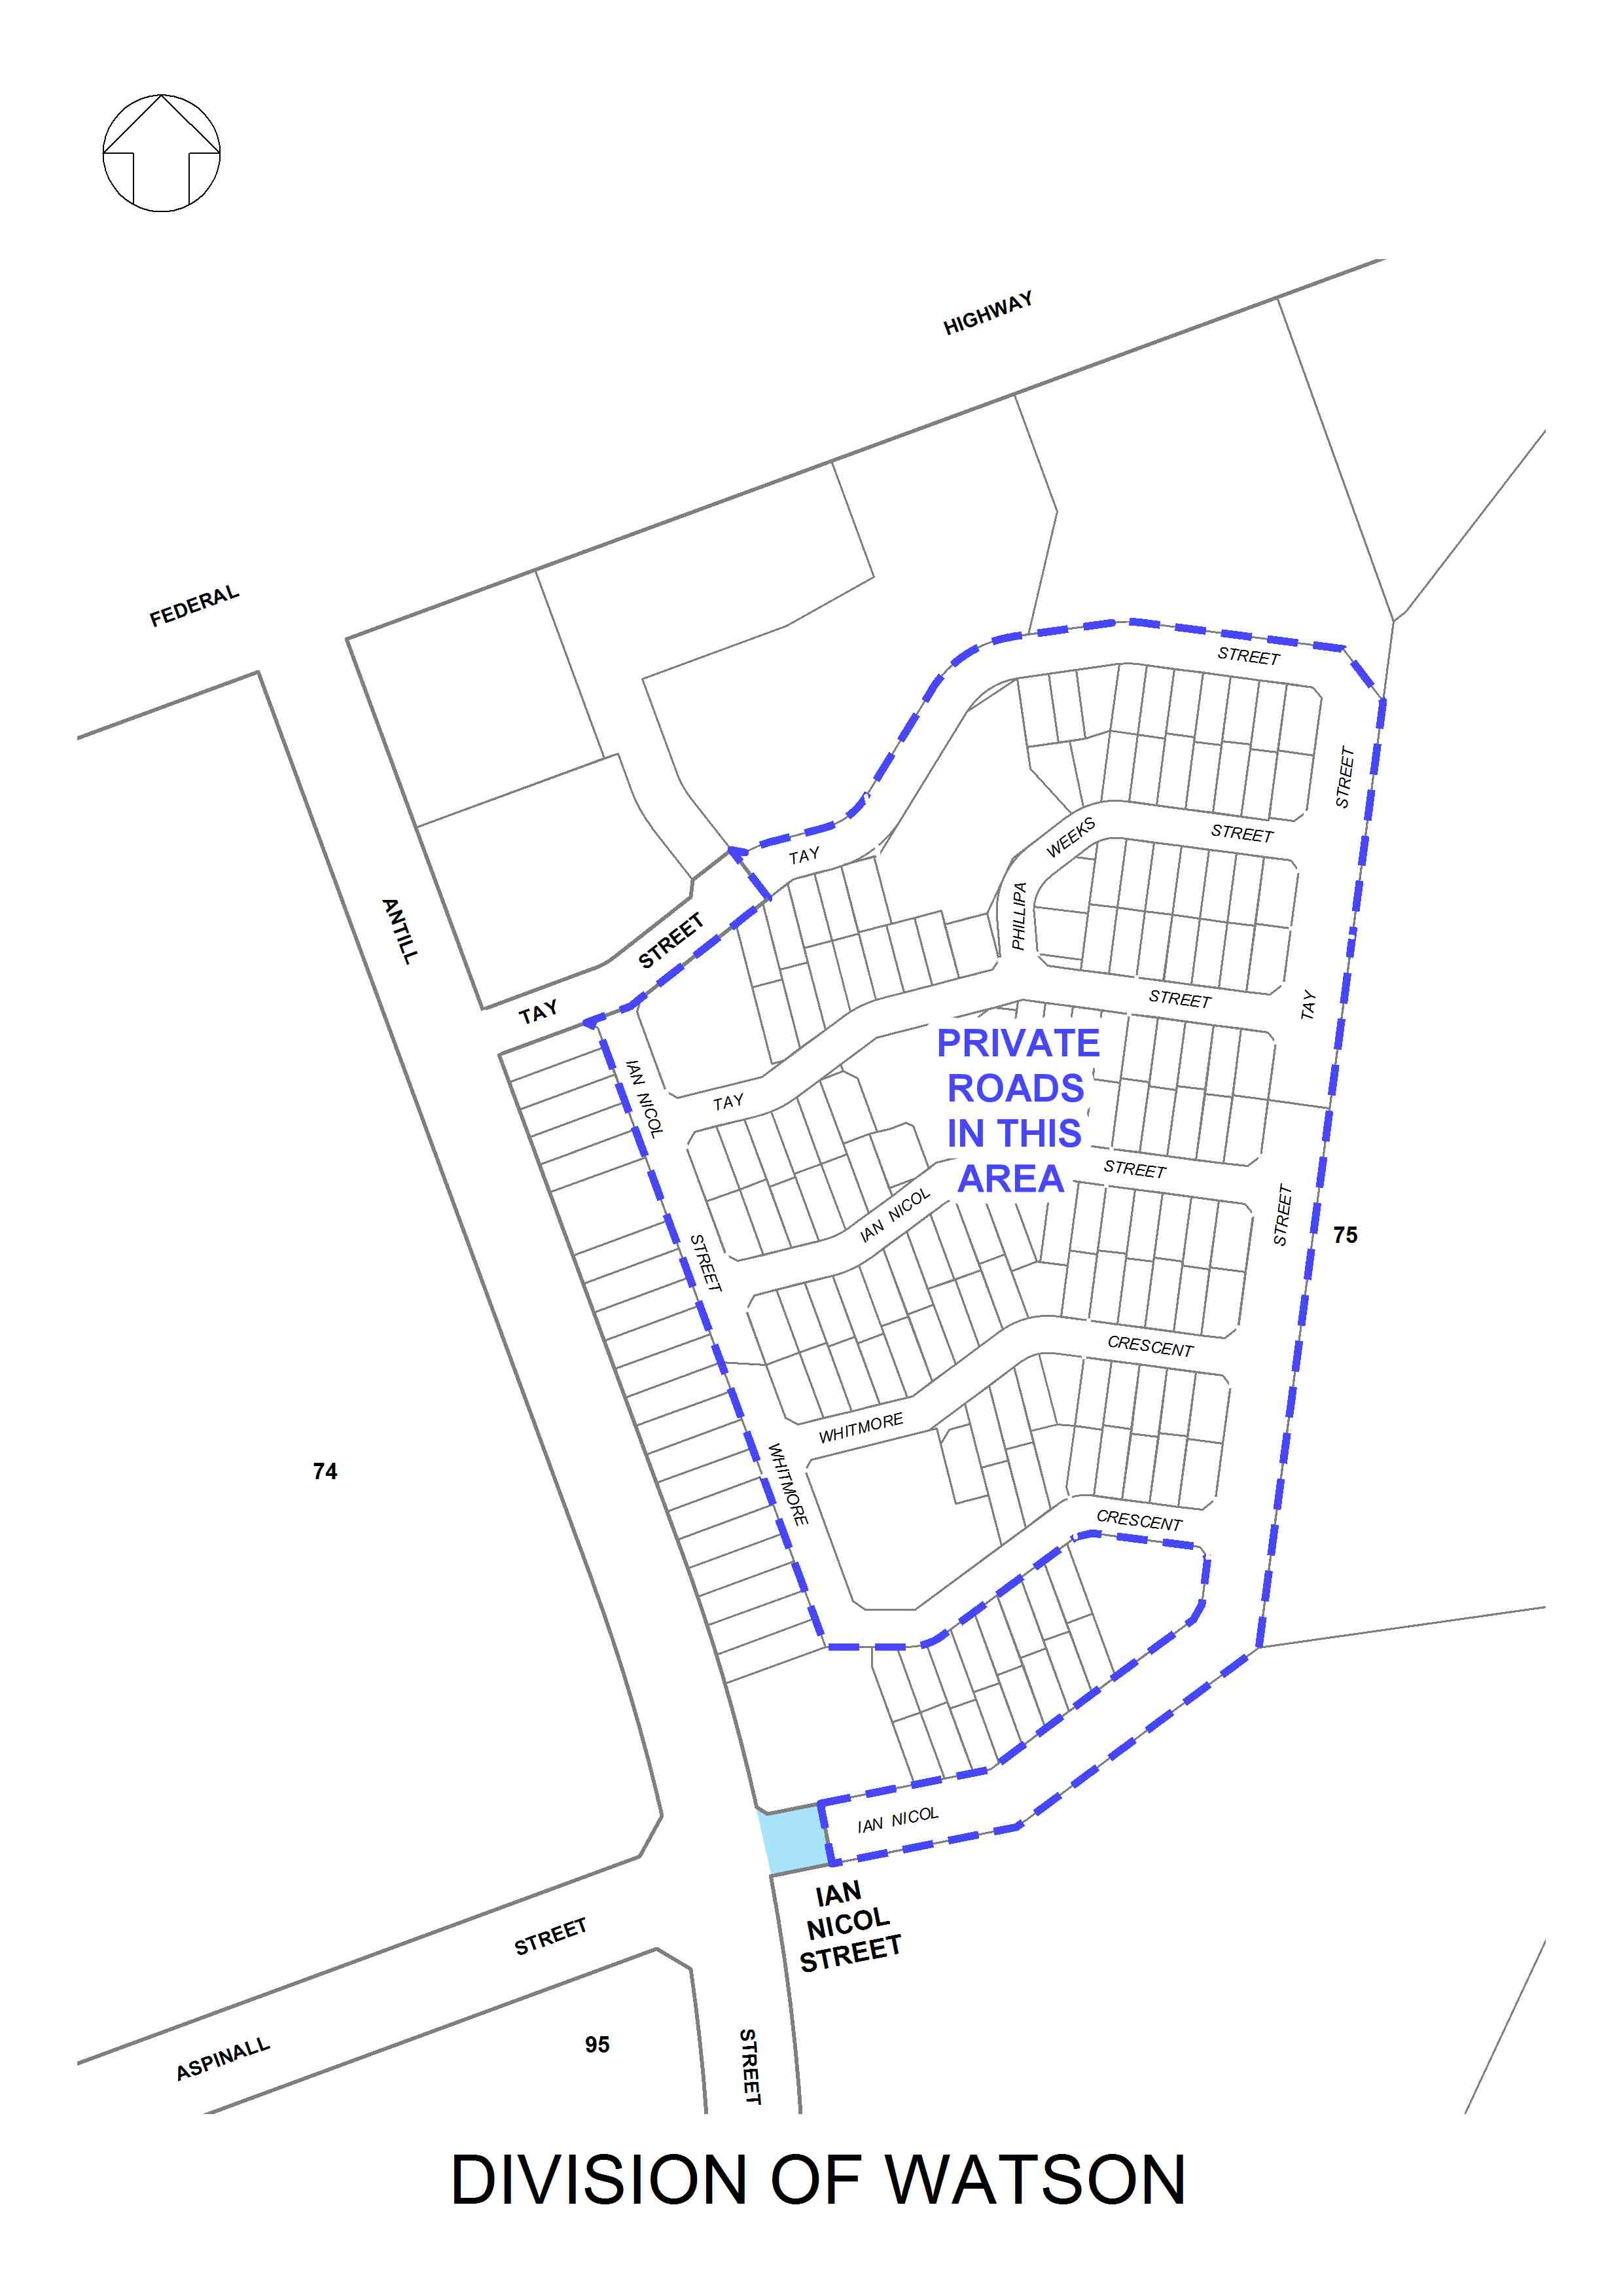 HIGHWAY
FEDERAL
STREET
STREET
WEEKS
STREET
TAY
PHILLIPA
ANTILL
STREET
TAY
STREET
TAY
PRIVATE
ROADS
IN THIS
AREA
IAN NICOL
TAY
STREET
IAN NICOL
STREET
75
STREET
CRESCENT
WHITMORE
74
WHITMORE
CRESCENT
IAN NICOL
IAN
NICOL
STREET
STREET
ASPINALL
95
STREET
DIVISION OF WATSON